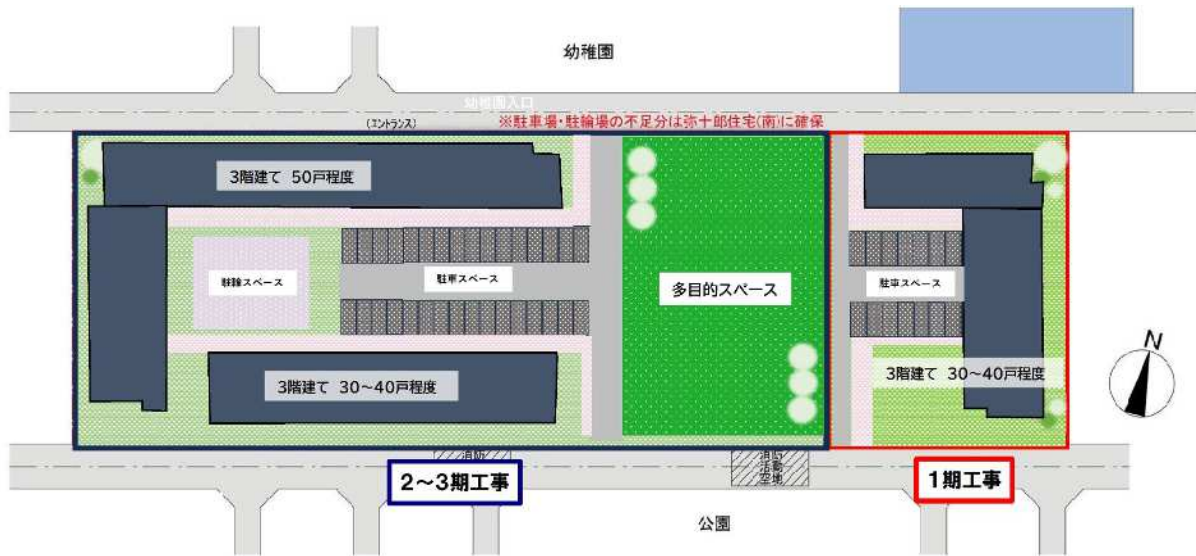 幼稚園
幼稚園入口
(エントランス)
※駐車場・駐輪場の不足分は弥十郎住宅(南)に確保
3階建て 50戸程度
駐輪スペース
駐車スペース
多目的スペース
駐車スペース
N
3階建て 30～40戸程度
3階建て 30～40戸程度
消防
消防
活動
空地
2～3期工事
1期工事
公園